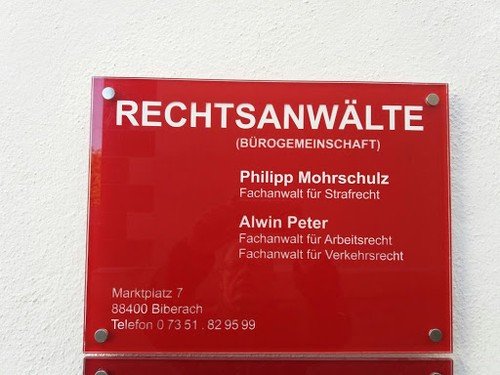 RECHTSANWÄLTE
(BÜROGEMEINSCHAFT)
Philipp Mohrschulz
Fachanwalt für Strafrecht
Alwin Peter
Fachanwalt für Arbeitsrecht
Fachanwalt für Verkehrsrecht
Marktplatz 7
88400 Biberach
Telefon 0 73 51 . 82 95 99